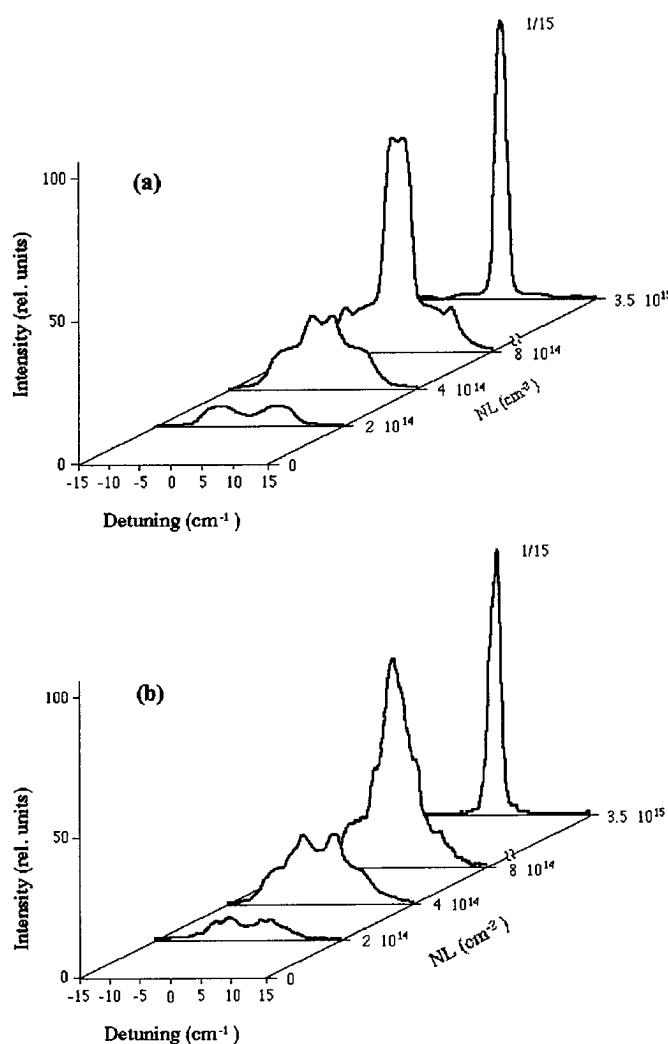 1/15
(a)
100
50
0
Intensity (rel. units)
3.5 10¹⁵
8 10¹⁴
4 10¹⁴
2 10¹⁴
0
NL (cm⁻²)
-15 -10 -5 0 5 10 15
Detuning (cm⁻¹ )
1/15
(b)
100
50
0
Intensity (rel. units)
3.5 10¹⁵
8 10¹⁴
4 10¹⁴
2 10¹⁴
0
NL (cm⁻²)
-15 -10 -5 0 5 10 15
Detuning (cm⁻¹ )